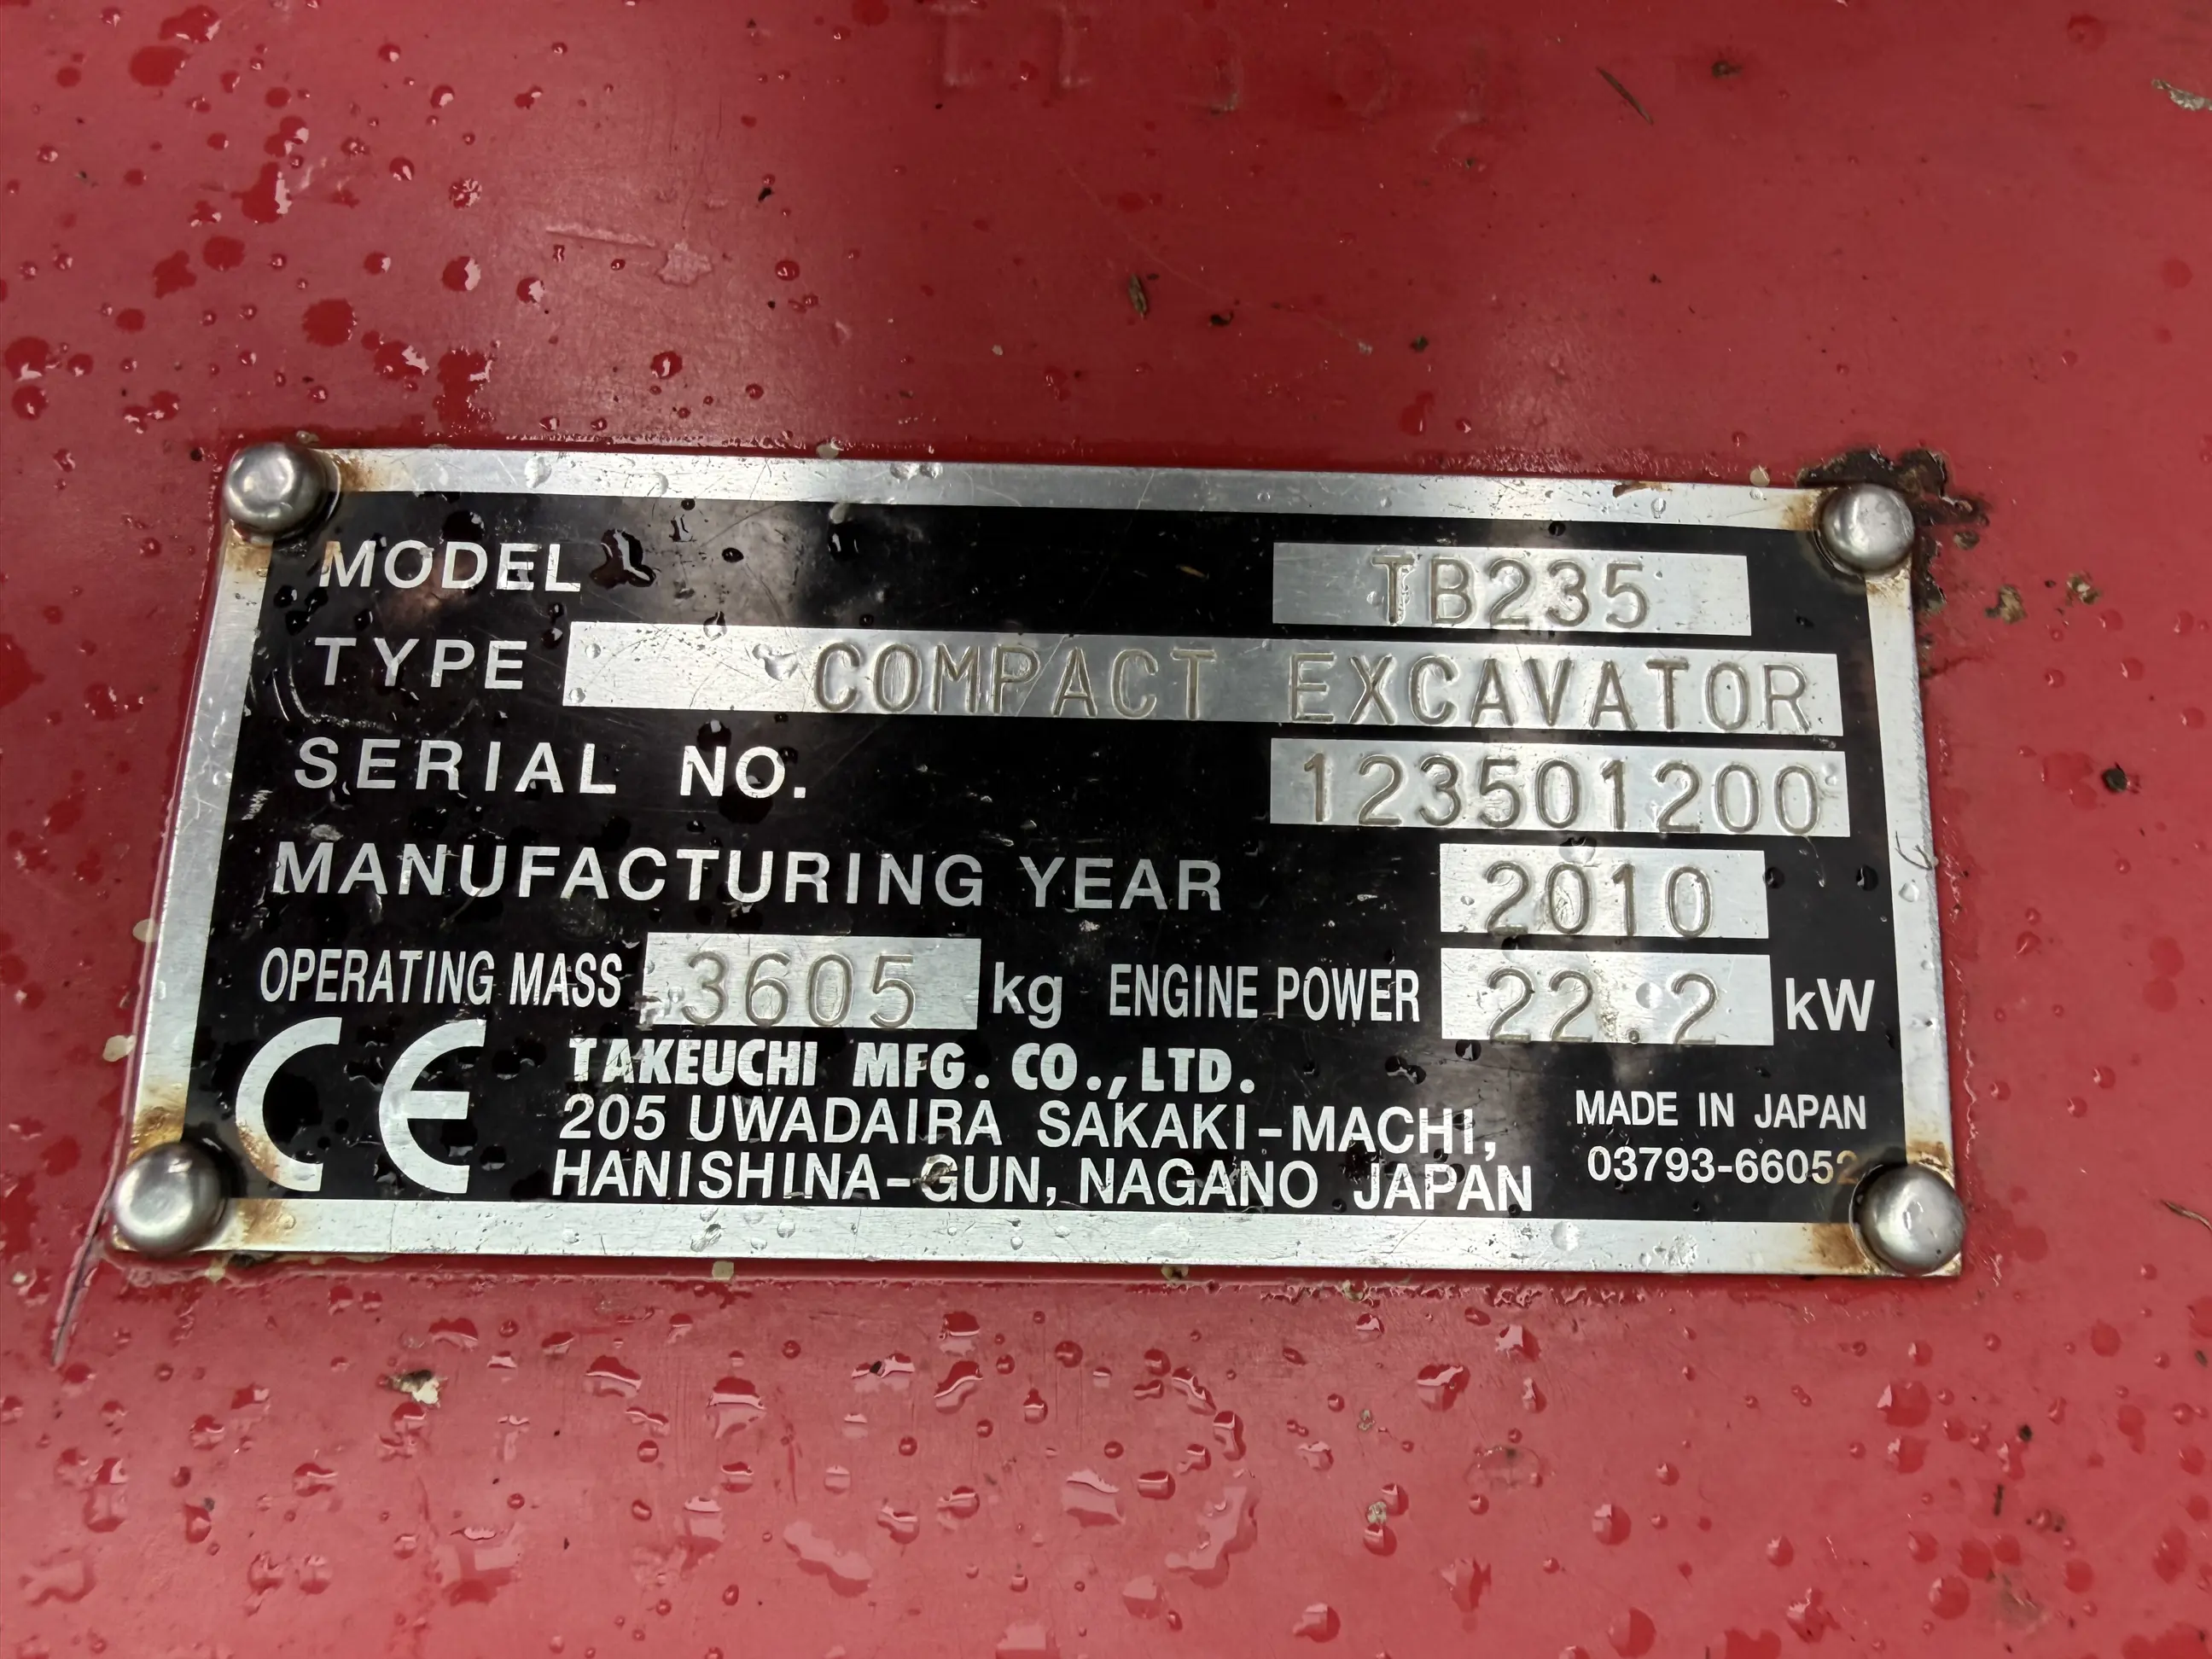 MODEL TB235
TYPE COMPACT EXCAVATOR
SERIAL NO. 123501200
MANUFACTURING YEAR 2010
OPERATING MASS 3605 kg ENGINE POWER 22.2 kW
CE TAKEUCHI MFG. CO., LTD.
205 UWADAIRA SAKAKI-MACHI,
HANISHINA-GUN, NAGANO JAPAN
MADE IN JAPAN
03793-66052